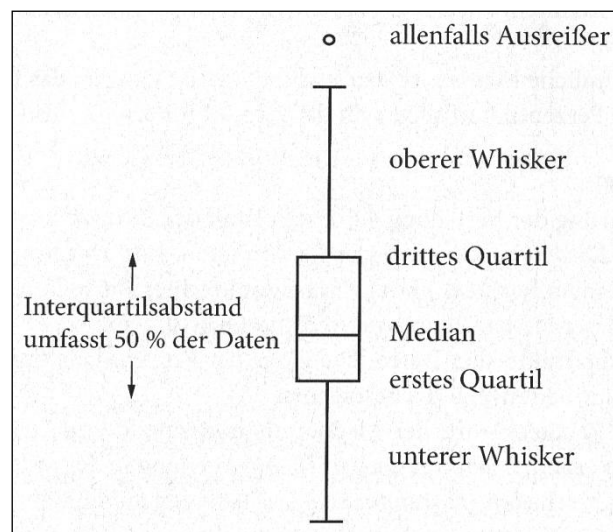 allenfalls Ausreißer
oberer Whisker
drittes Quartil
Interquartilsabstand
umfasst 50 % der Daten
Median
erstes Quartil
unterer Whisker